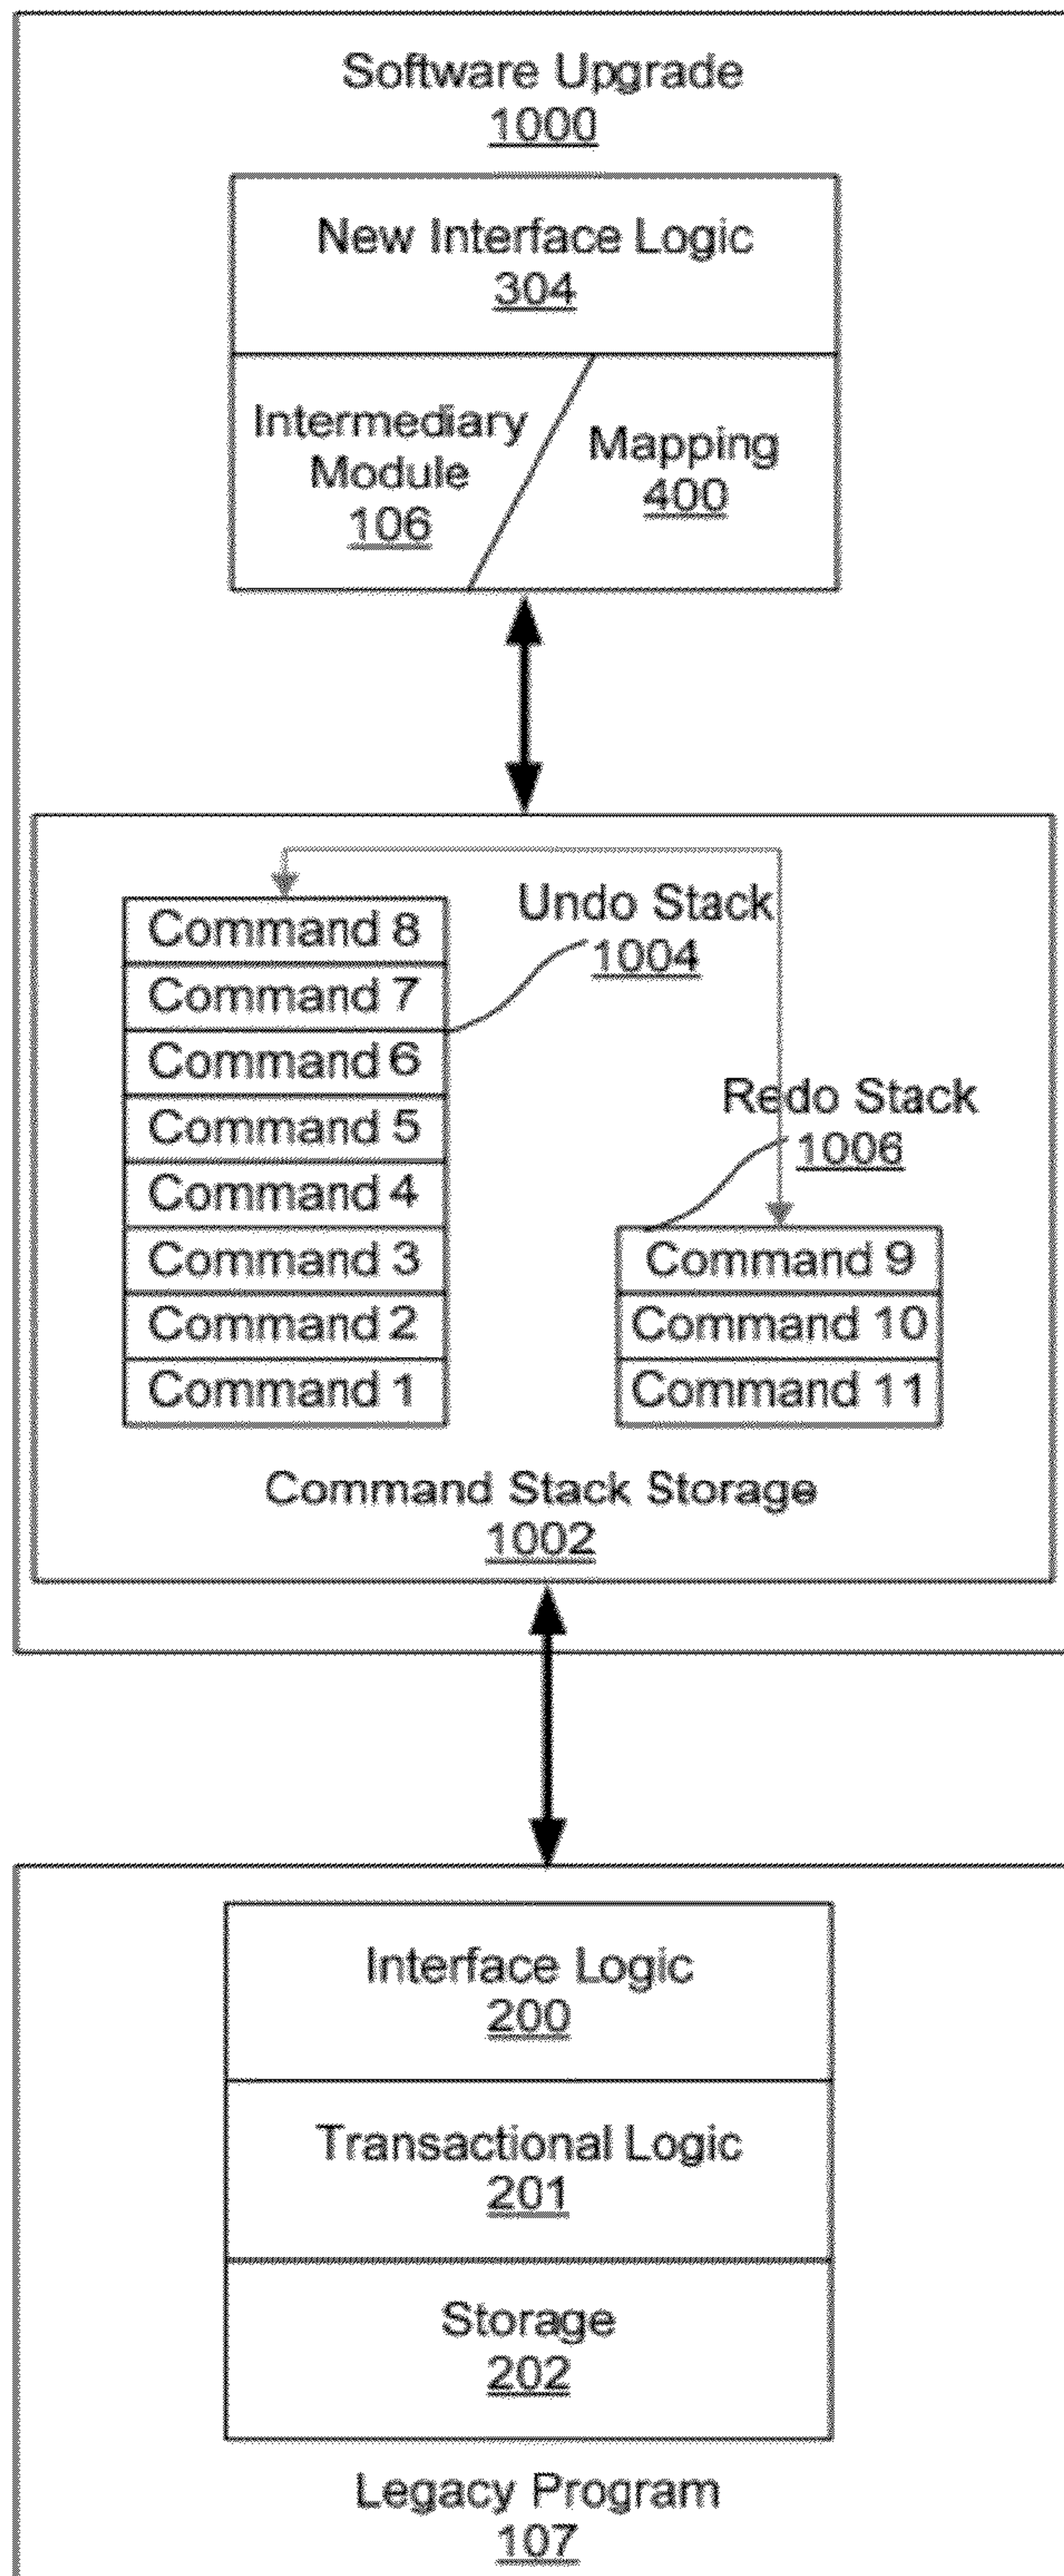 Software Upgrade
1000
New Interface Logic
304
Intermediary
Module
106
Mapping
400
Undo Stack
1004
Command 8
Command 7
Command 6
Command 5
Command 4
Command 3
Command 2
Command 1
Redo Stack
1006
Command 9
Command 10
Command 11
Command Stack Storage
1002
Interface Logic
200
Transactional Logic
201
Storage
202
Legacy Program
107